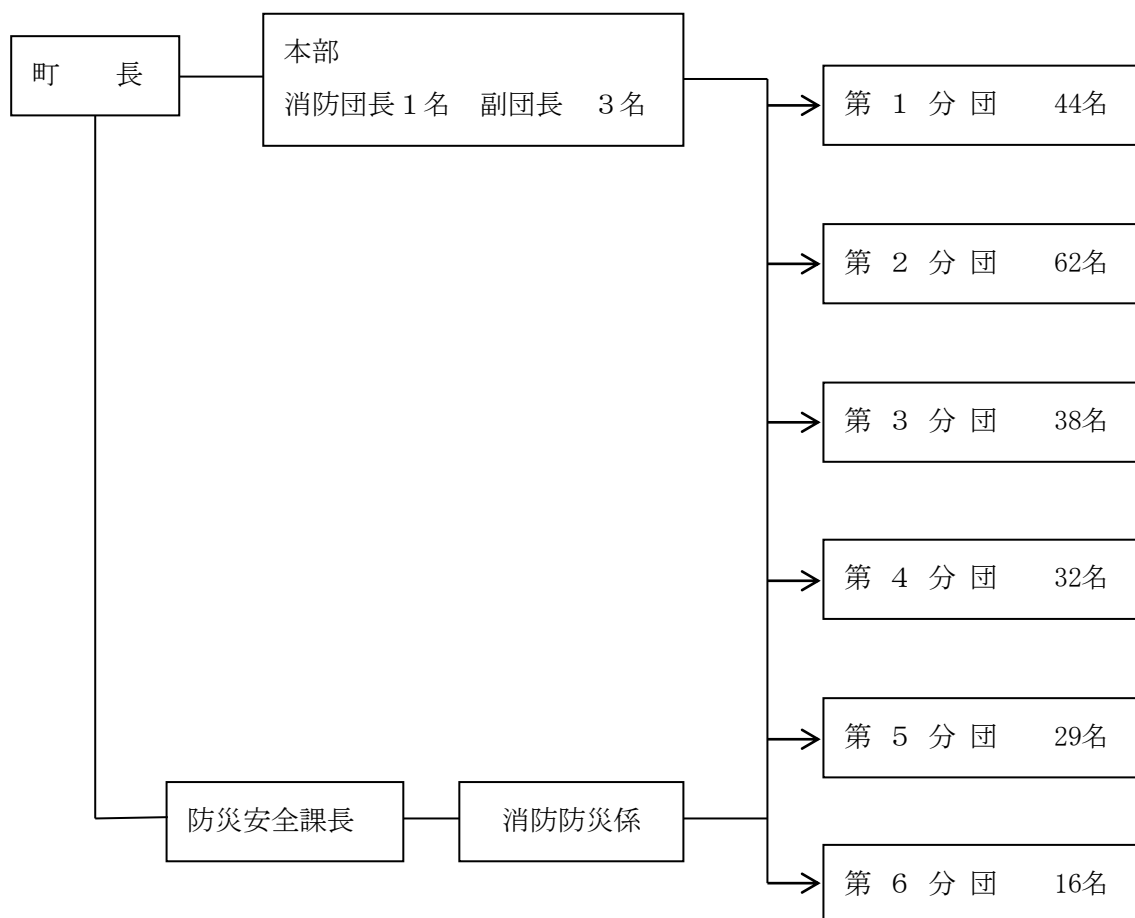 町　長
本部
消防団長１名　副団長　３名
第 １ 分 団　44名
第 ２ 分 団　62名
第 ３ 分 団　38名
第 ４ 分 団　32名
第 ５ 分 団　29名
防災安全課長
消防防災係
第 ６ 分 団　16名